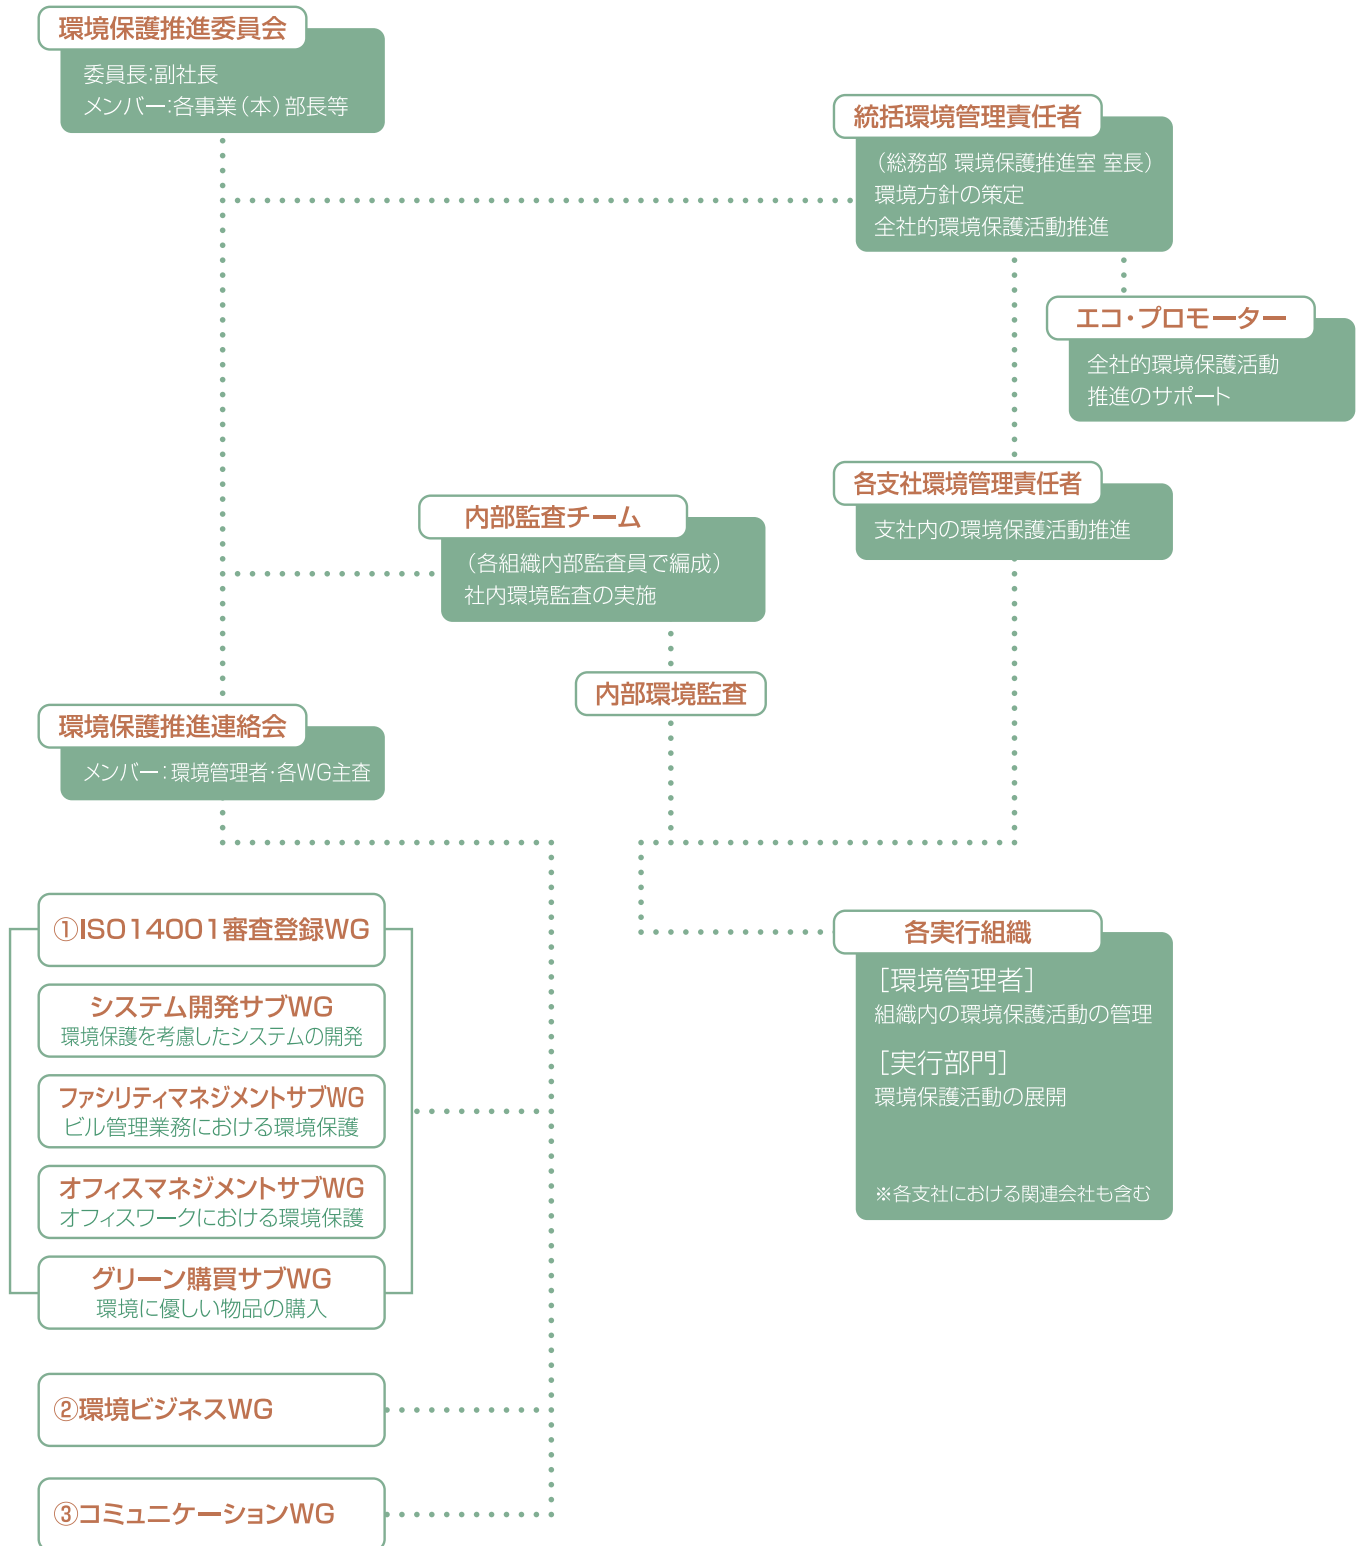 環境保護推進委員会
委員長:副社長
メンバー:各事業(本)部長等
統括環境管理責任者
(総務部 環境保護推進室 室長)
環境方針の策定
全社的環境保護活動推進
エコ・プロモーター
全社的環境保護活動
推進のサポート
各支社環境管理責任者
支社内の環境保護活動推進
内部監査チーム
(各組織内部監査員で編成)
社内環境監査の実施
内部環境監査
環境保護推進連絡会
メンバー:環境管理者・各WG主査
①ISO14001審査登録WG
システム開発サブWG
環境保護を考慮したシステムの開発
ファシリティマネジメントサブWG
ビル管理業務における環境保護
オフィスマネジメントサブWG
オフィスワークにおける環境保護
グリーン購買サブWG
環境に優しい物品の購入
②環境ビジネスWG
③コミュニケーションWG
各実行組織
[環境管理者]
組織内の環境保護活動の管理
[実行部門]
環境保護活動の展開
※各支社における関連会社も含む